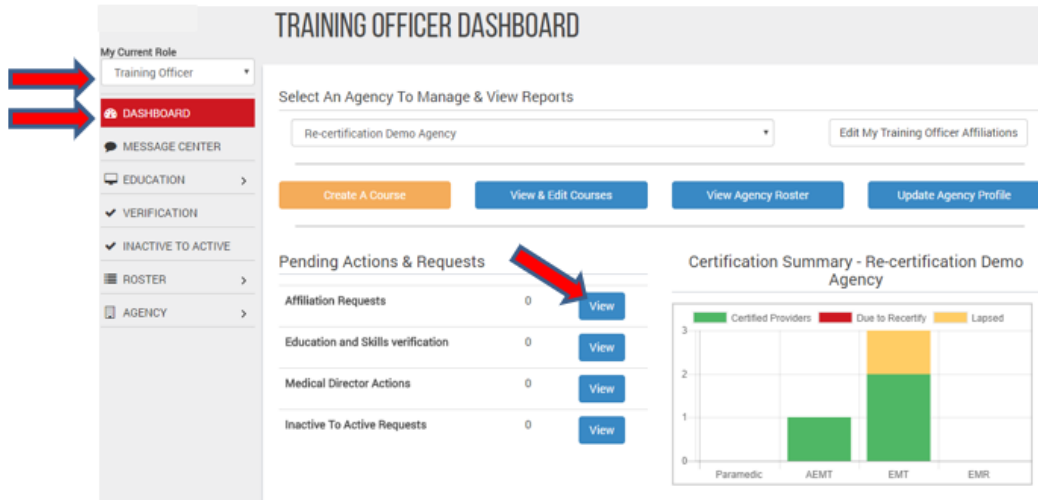 TRAINING OFFICER DASHBOARD
My Current Role
Training Officer
DASHBOARD
MESSAGE CENTER
EDUCATION
VERIFICATION
INACTIVE TO ACTIVE
ROSTER
AGENCY
Select An Agency To Manage & View Reports
Re-certification Demo Agency
Edit My Training Officer Affiliations
Create A Course
View & Edit Courses
View Agency Roster
Update Agency Profile
Pending Actions & Requests
Affiliation Requests 0 View
Education and Skills verification 0 View
Medical Director Actions 0 View
Inactive To Active Requests 0 View
Certification Summary - Re-certification Demo
Agency
Certified Providers Due to Recertify Lapsed
3
2
1
0
Paramedic AEMT EMT EMR